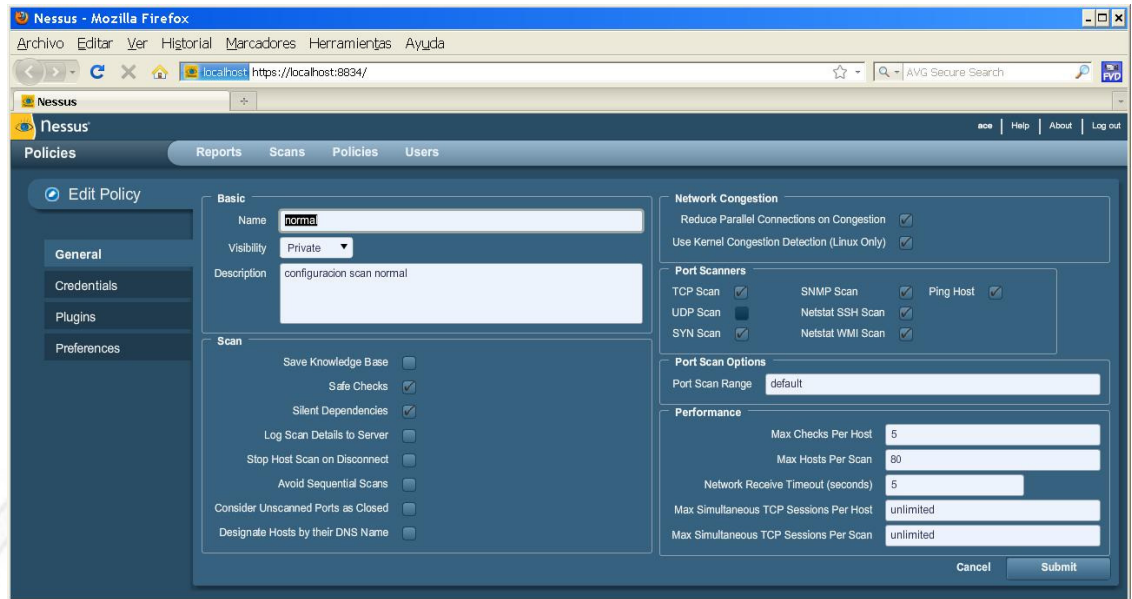 Nessus - Mozilla Firefox
Archivo Editar Ver Historial Marcadores Herramientas Ayuda
localhost https://localhost:8834/
AVG Secure Search
FVD
Nessus
Nessus
ace | Help | About | Log out
Policies
Reports Scans Policies Users
Edit Policy
General
Credentials
Plugins
Preferences
Basic
Name normal
Visibility Private
Description configuracion scan normal
Scan
Save Knowledge Base
Safe Checks
Silent Dependencies
Log Scan Details to Server
Stop Host Scan on Disconnect
Avoid Sequential Scans
Consider Unscanned Ports as Closed
Designate Hosts by their DNS Name
Network Congestion
Reduce Parallel Connections on Congestion
Use Kernel Congestion Detection (Linux Only)
Port Scanners
TCP Scan SNMP Scan Ping Host
UDP Scan Netstat SSH Scan
SYN Scan Netstat WMI Scan
Port Scan Options
Port Scan Range default
Performance
Max Checks Per Host 5
Max Hosts Per Scan 80
Network Receive Timeout (seconds) 5
Max Simultaneous TCP Sessions Per Host unlimited
Max Simultaneous TCP Sessions Per Scan unlimited
Cancel Submit